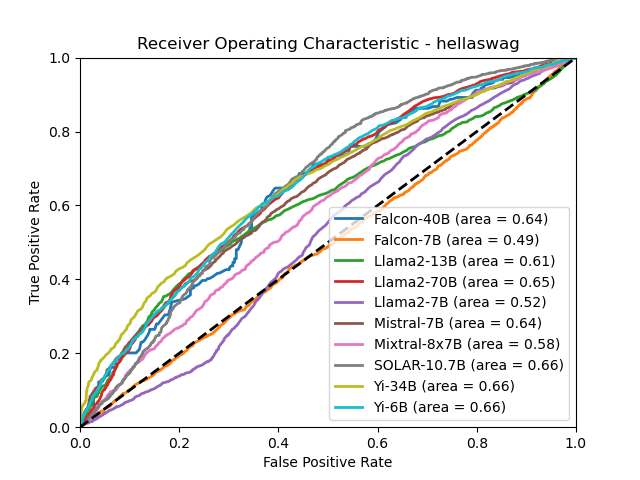 Receiver Operating Characteristic - hellaswag
1.0
0.8
0.6
0.4
0.2
0.0
True Positive Rate
Falcon-40B (area = 0.64)
Falcon-7B (area = 0.49)
Llama2-13B (area = 0.61)
Llama2-70B (area = 0.65)
Llama2-7B (area = 0.52)
Mistral-7B (area = 0.64)
Mixtral-8x7B (area = 0.58)
SOLAR-10.7B (area = 0.66)
Yi-34B (area = 0.66)
Yi-6B (area = 0.66)
0.0 0.2 0.4 0.6 0.8 1.0
False Positive Rate